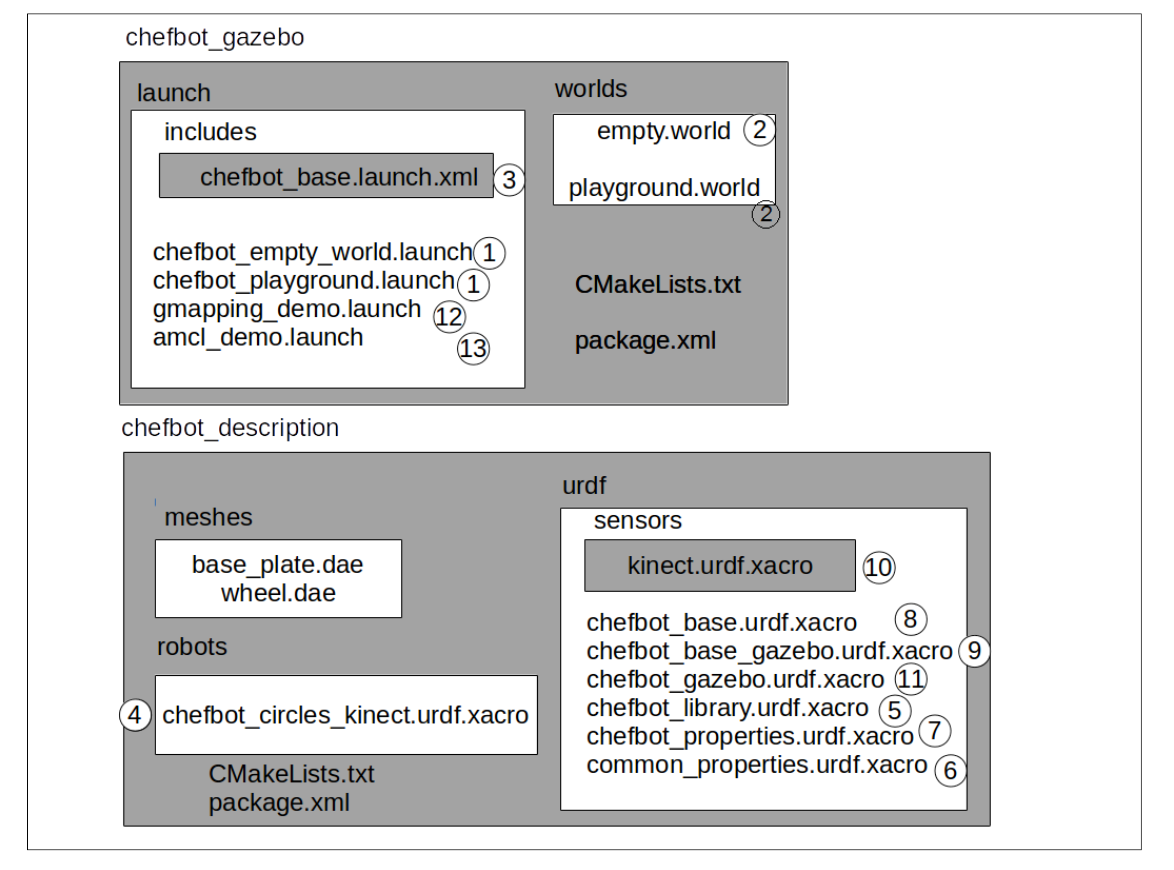 chefbot_gazebo
launch
includes
chefbot_base.launch.xml 3
chefbot_empty_world.launch 1
chefbot_playground.launch 1
gmapping_demo.launch 12
amcl_demo.launch 13
worlds
empty.world 2
playground.world
2
CMakeLists.txt
package.xml
chefbot_description
meshes
base_plate.dae
wheel.dae
robots
4 chefbot_circles_kinect.urdf.xacro
CMakeLists.txt
package.xml
urdf
sensors
kinect.urdf.xacro 10
chefbot_base.urdf.xacro 8
chefbot_base_gazebo.urdf.xacro 9
chefbot_gazebo.urdf.xacro 11
chefbot_library.urdf.xacro 5
chefbot_properties.urdf.xacro 7
common_properties.urdf.xacro 6